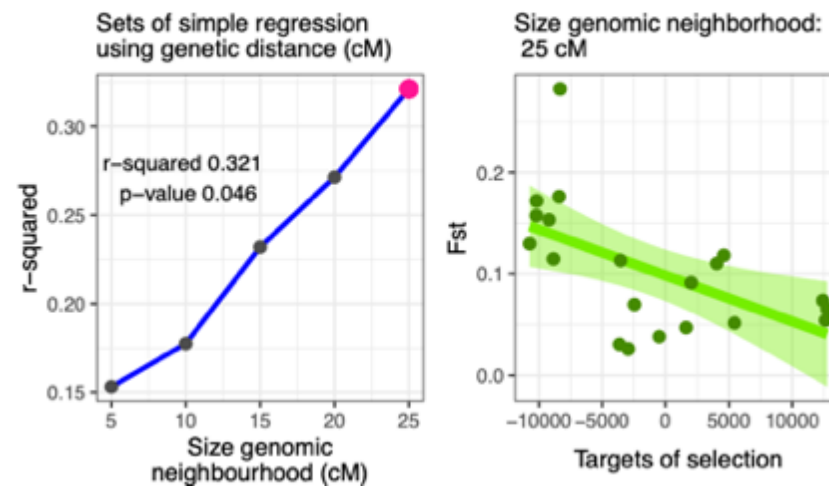 Sets of simple regression
using genetic distance (cM)
r-squared
0.30
0.25
0.20
0.15
r-squared 0.321
p-value 0.046
5 10 15 20 25
Size genomic
neighbourhood (cM)
Size genomic neighborhood:
25 cM
Fst
0.2
0.1
0.0
-10000 -5000 0 5000 10000
Targets of selection